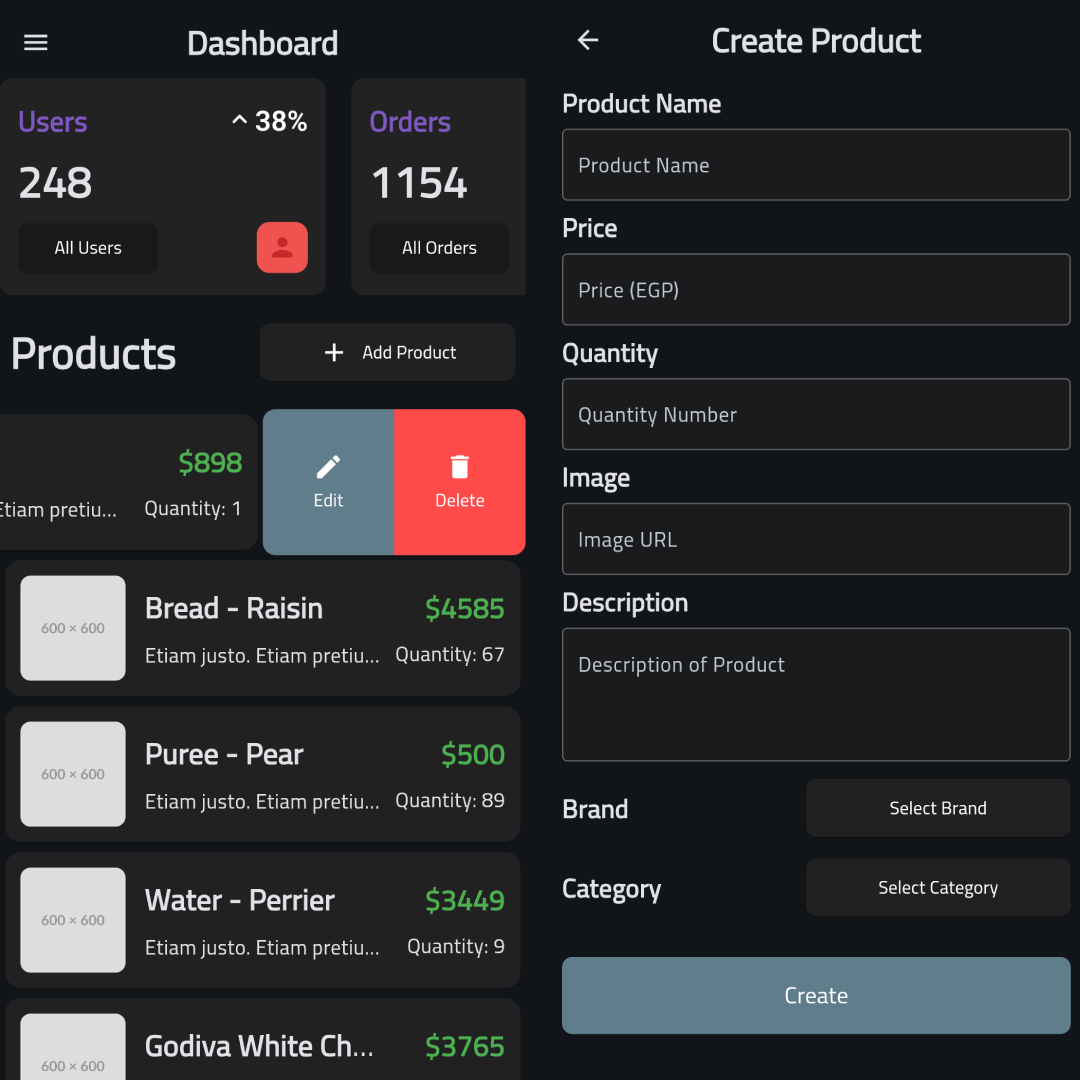 Dashboard
Users
38%
248
All Users
Orders
1154
All Orders
Products
Add Product
$898
Etiam pretiu...
Quantity: 1
Edit
Delete
600 × 600
Bread - Raisin
$4585
Etiam justo. Etiam pretiu...
Quantity: 67
600 × 600
Puree - Pear
$500
Etiam justo. Etiam pretiu...
Quantity: 89
600 × 600
Water - Perrier
$3449
Etiam justo. Etiam pretiu...
Quantity: 9
600 × 600
Godiva White Ch...
$3765
Create Product
Product Name
Product Name
Price
Price (EGP)
Quantity
Quantity Number
Image
Image URL
Description
Description of Product
Brand
Select Brand
Category
Select Category
Create